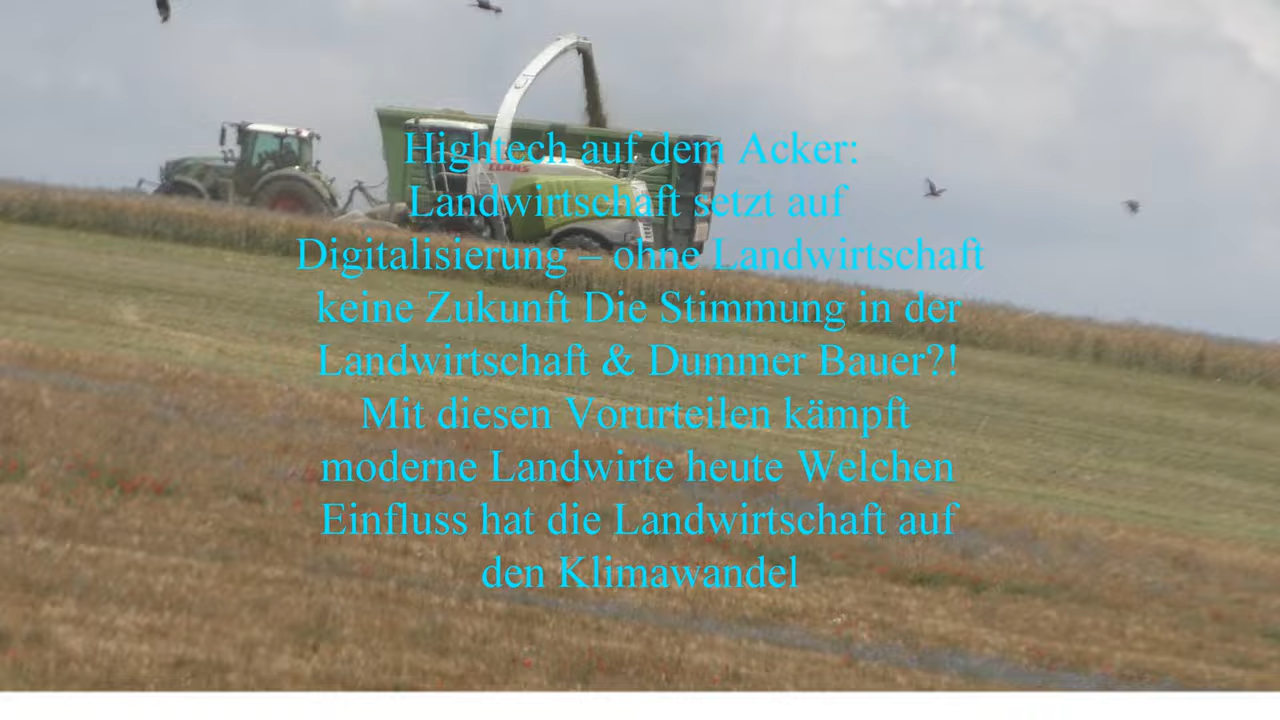 Hightech auf dem Acker:
Landwirtschaft setzt auf
Digitalisierung – ohne Landwirtschaft
keine Zukunft Die Stimmung in der
Landwirtschaft & Dummer Bauer?!
Mit diesen Vorurteilen kämpft
moderne Landwirte heute Welchen
Einfluss hat die Landwirtschaft auf
den Klimawandel
CLAAS